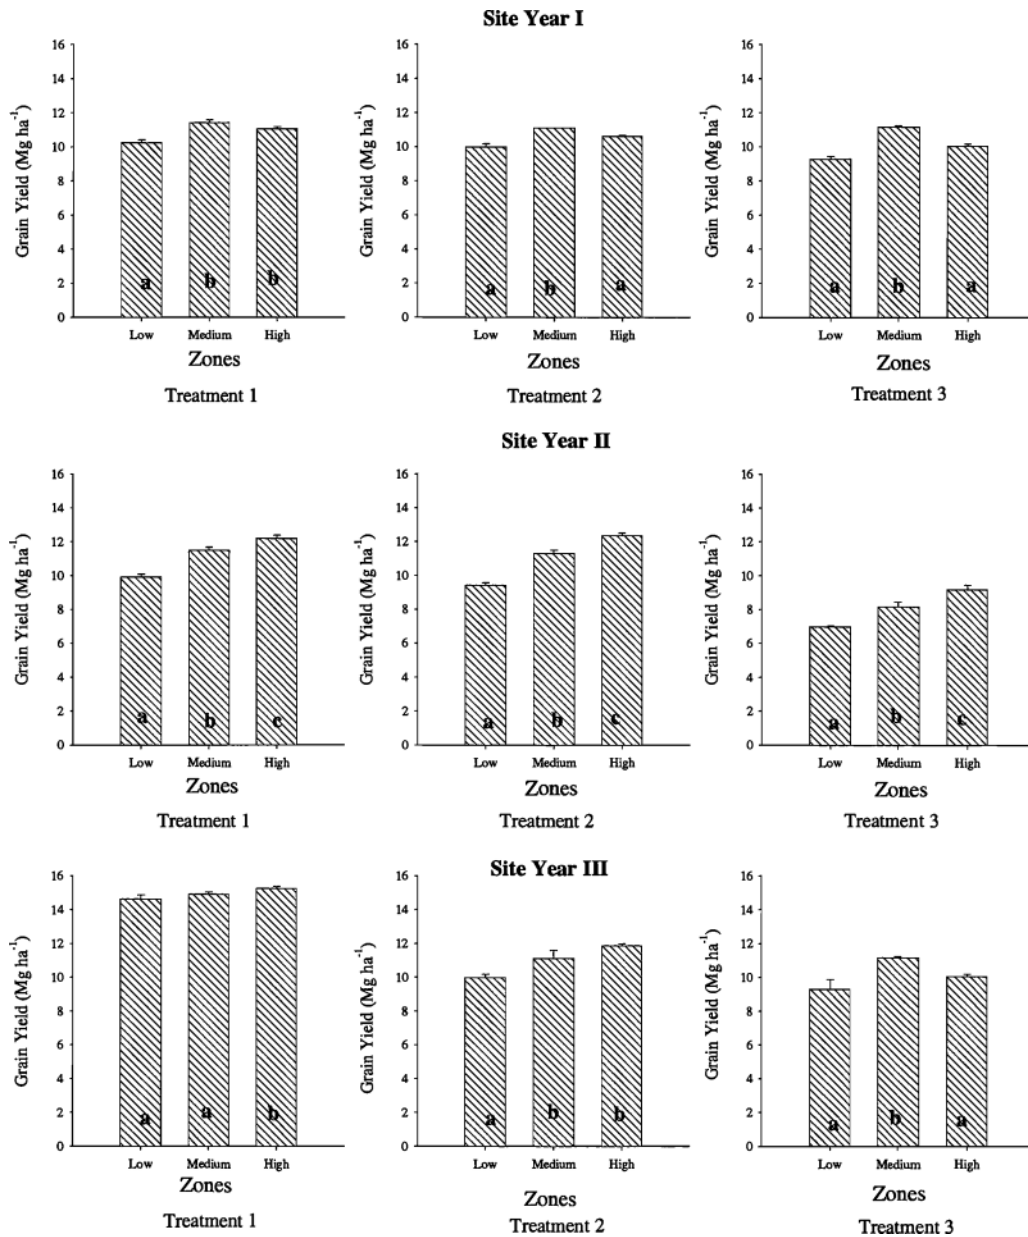 Site Year I
16
14
12
10
8
6
4
2
0
Grain Yield (Mg ha⁻¹)
a
b
b
Low
Medium
High
Zones
Treatment 1
16
14
12
10
8
6
4
2
0
Grain Yield (Mg ha⁻¹)
a
b
a
Low
Medium
High
Zones
Treatment 2
16
14
12
10
8
6
4
2
0
Grain Yield (Mg ha⁻¹)
a
b
a
Low
Medium
High
Zones
Treatment 3
Site Year II
16
14
12
10
8
6
4
2
0
Grain Yield (Mg ha⁻¹)
a
b
c
Low
Medium
High
Zones
Treatment 1
16
14
12
10
8
6
4
2
0
Grain Yield (Mg ha⁻¹)
a
b
c
Low
Medium
High
Zones
Treatment 2
16
14
12
10
8
6
4
2
0
Grain Yield (Mg ha⁻¹)
a
b
c
Low
Medium
High
Zones
Treatment 3
Site Year III
16
14
12
10
8
6
4
2
0
Grain Yield (Mg ha⁻¹)
a
a
b
Low
Medium
High
Zones
Treatment 1
16
14
12
10
8
6
4
2
0
Grain Yield (Mg ha⁻¹)
a
b
b
Low
Medium
High
Zones
Treatment 2
16
14
12
10
8
6
4
2
0
Grain Yield (Mg ha⁻¹)
a
b
a
Low
Medium
High
Zones
Treatment 3